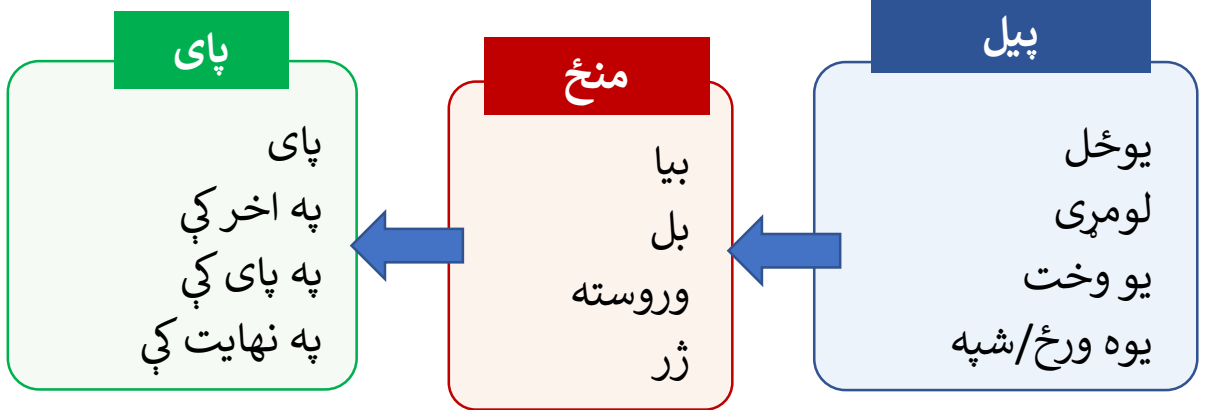 پیل
یوځل
لومړی
یو وخت
یوه ورځ/شپه
منځ
بیا
بل
وروسته
ژر
پای
پای
په اخر کې
په پای کې
په نهایت کې